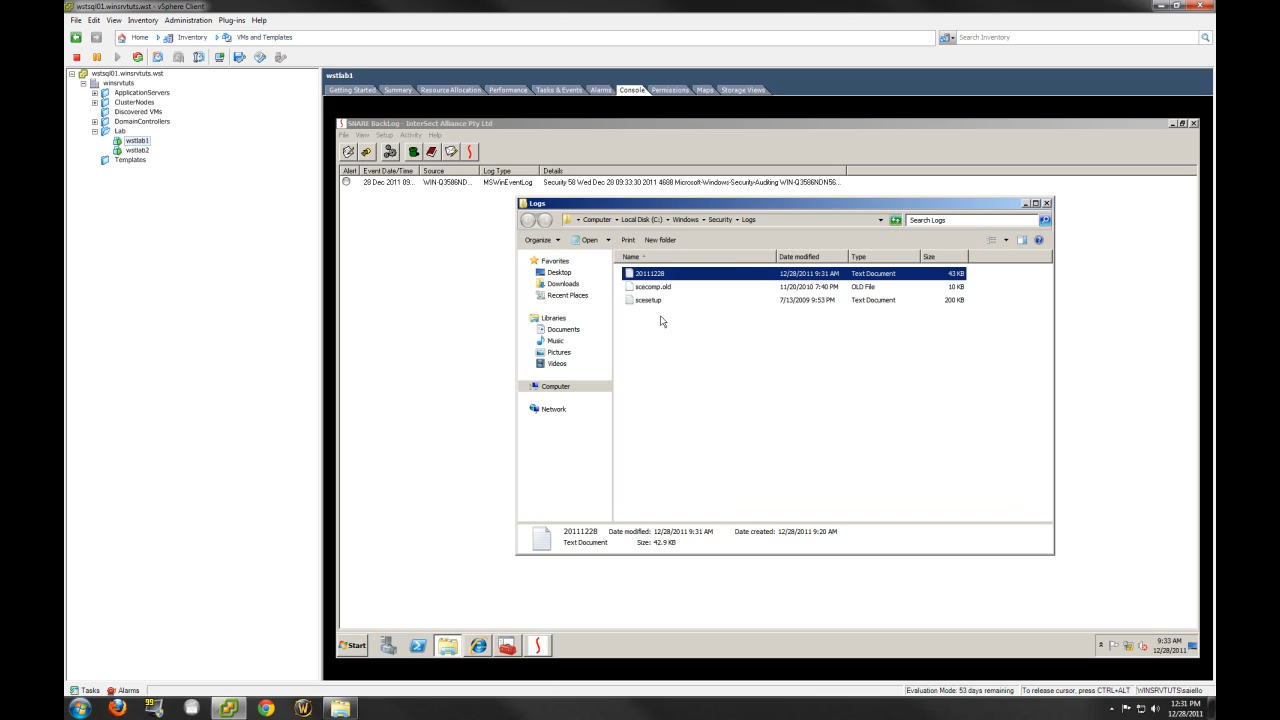 wstsql01.winsrvtuts.wst - vSphere Client
File Edit View Inventory Administration Plug-ins Help
Home Inventory VMs and Templates
Search Inventory
wstsql01.winsrvtuts.wst
winsrvtuts
ApplicationServers
ClusterNodes
Discovered VMs
DomainControllers
Lab
wstlab1
wstlab2
Templates
wstlab1
Getting Started Summary Resource Allocation Performance Tasks & Events Alarms Console Permissions Maps Storage Views
SNARE BackLog - InterSect Alliance Pty Ltd
File View Setup Activity Help
Alert Event Date/Time Source Log Type Details
28 Dec 2011 09... WIN-Q3586ND... MSWinEventLog Security 58 Wed Dec 28 09:33:30 2011 4688 Microsoft-Windows-Security-Auditing WIN-Q3586NDN56...
Logs
Computer Local Disk (C:) Windows Security Logs
Search Logs
Organize Open Print New folder
Favorites
Desktop
Downloads
Recent Places
Libraries
Documents
Music
Pictures
Videos
Computer
Network
Name Date modified Type Size
20111228 12/28/2011 9:31 AM Text Document 43 KB
scecomp.old 11/20/2010 7:40 PM OLD File 10 KB
scesetup 7/13/2009 9:53 PM Text Document 200 KB
20111228 Date modified: 12/28/2011 9:31 AM Date created: 12/28/2011 9:20 AM
Text Document Size: 42.9 KB
Start
9:33 AM
12/28/2011
Tasks Alarms
Evaluation Mode: 53 days remaining To release cursor, press CTRL+ALT WINSRVTUTS\saiello
99
12:31 PM
12/28/2011